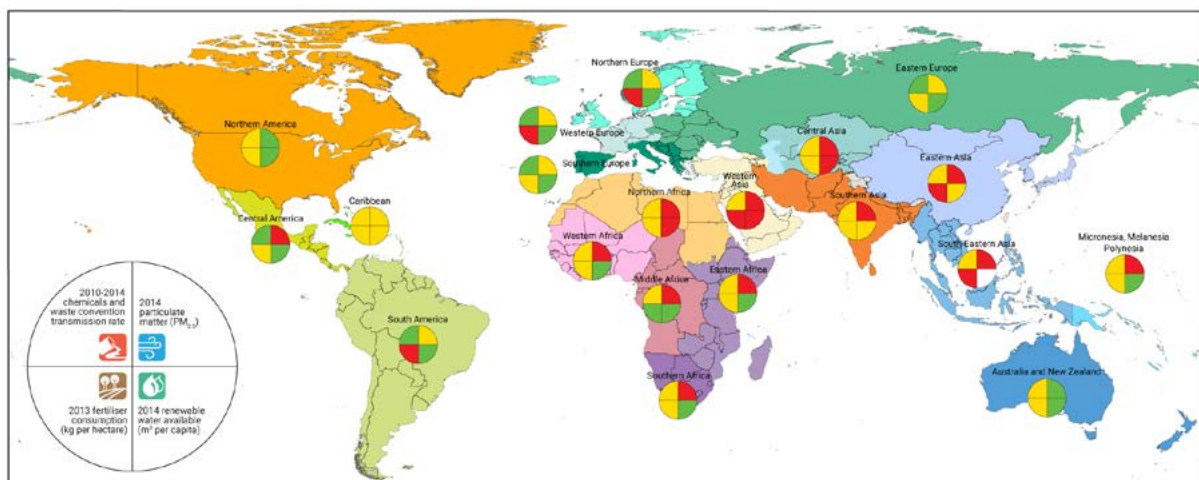 Northern Europe
Eastern Europe
Northern America
Western Europe
Central Asia
Southern Europe
Eastern Asia
Western
Asia
Northern Africa
Southern Asia
Caribbean
Central America
Western Africa
South Eastern Asia
Micronesia, Melanesia
Polynesia
Middle Africa
Eastern Africa
South America
Southern Africa
Australia and New Zealand
2010-2014
chemicals and
waste convention
transmission rate
2014
particulate
matter (PM2.5)
2013 fertiliser
consumption
(kg per hectare)
2014 renewable
water available
(m³ per capita)